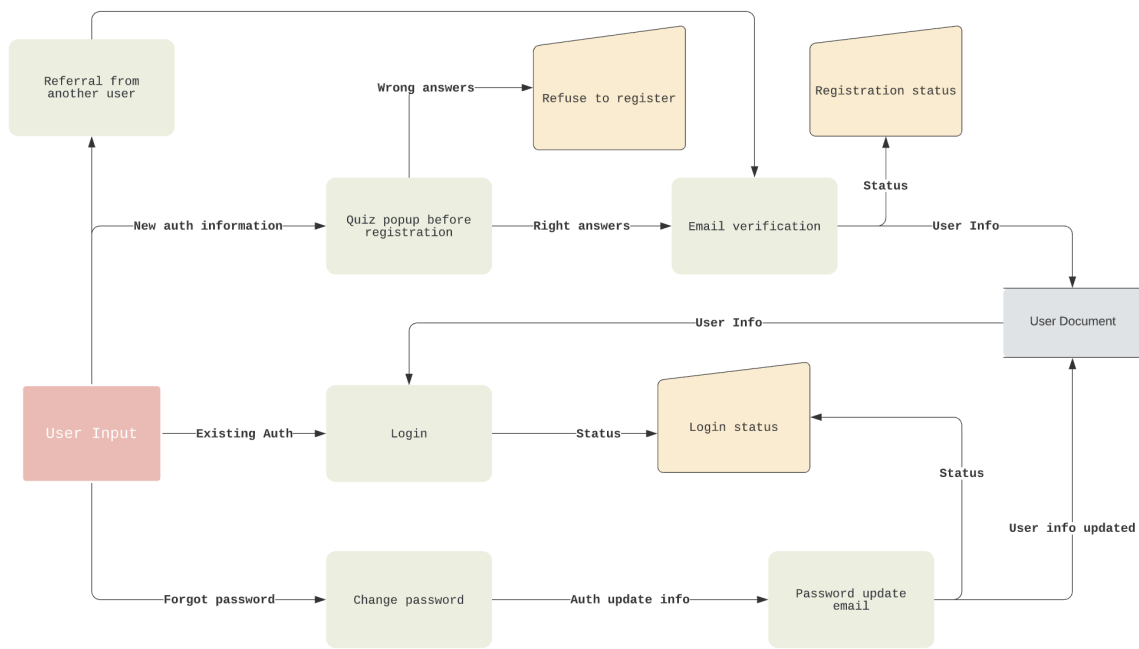 Referral from
another user
Wrong answers
Refuse to register
Registration status
Status
New auth information
Quiz popup before
registration
Right answers
Email verification
User Info
User Info
User Document
User Input
Existing Auth
Login
Status
Login status
Status
User info updated
Forgot password
Change password
Auth update info
Password update
email